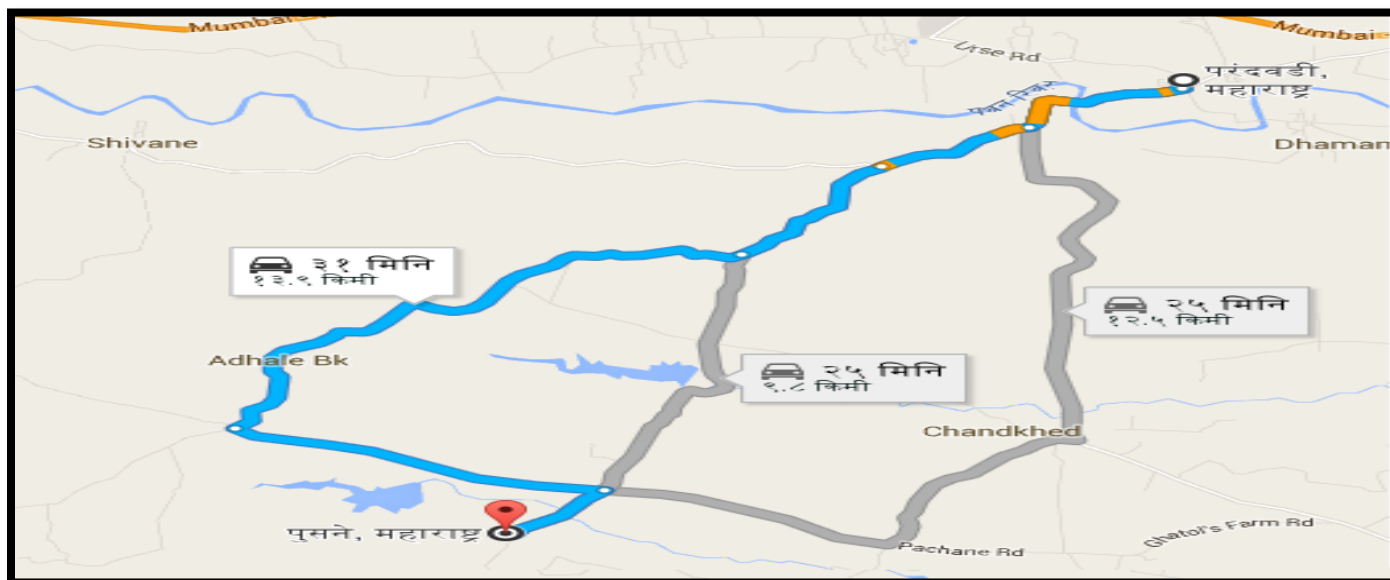 Mumbai
Mumbai
Urse Rd
परंदवडी,
महाराष्ट्र
Shivane
Dhaman
३१ मिनि
१३.९ किमी
२५ मिनि
१२.५ किमी
Adhale Bk
२५ मिनि
९.८ किमी
Chandkhed
पुसने, महाराष्ट्र
Pachane Rd
Ghatol's Farm Rd